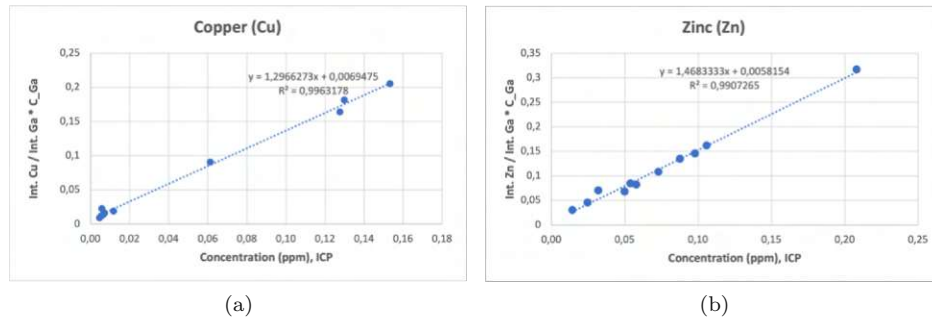 Copper (Cu)
y = 1,2966273x + 0,0069475
R² = 0,9963178
Int. Cu / Int. Ga * C_Ga
0,25
0,2
0,15
0,1
0,05
0
0,00 0,02 0,04 0,06 0,08 0,10 0,12 0,14 0,16 0,18
Concentration (ppm), ICP
(a)
Zinc (Zn)
y = 1,4683333x + 0,0058154
R² = 0,9907265
Int. Zn / Int. Ga * C_Ga
0,35
0,3
0,25
0,2
0,15
0,1
0,05
0
0,00 0,05 0,10 0,15 0,20 0,25
Concentration (ppm), ICP
(b)